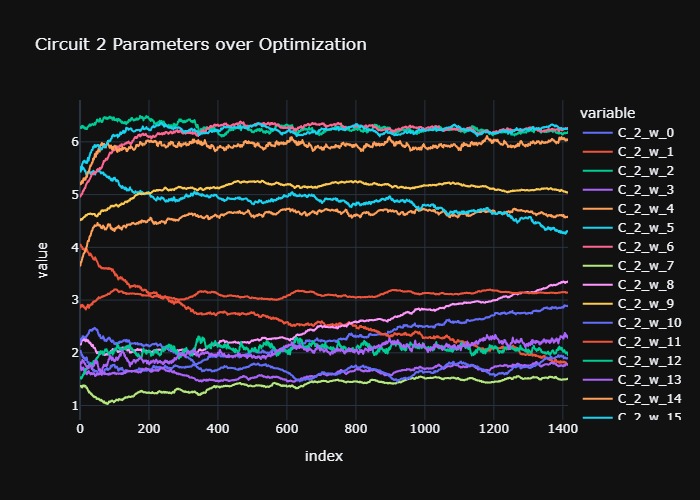 Circuit 2 Parameters over Optimization
variable
C_2_w_0
C_2_w_1
C_2_w_2
C_2_w_3
C_2_w_4
C_2_w_5
C_2_w_6
C_2_w_7
C_2_w_8
C_2_w_9
C_2_w_10
C_2_w_11
C_2_w_12
C_2_w_13
C_2_w_14
C_2_w_15
value
6
5
4
3
2
1
0 200 400 600 800 1000 1200 1400
index